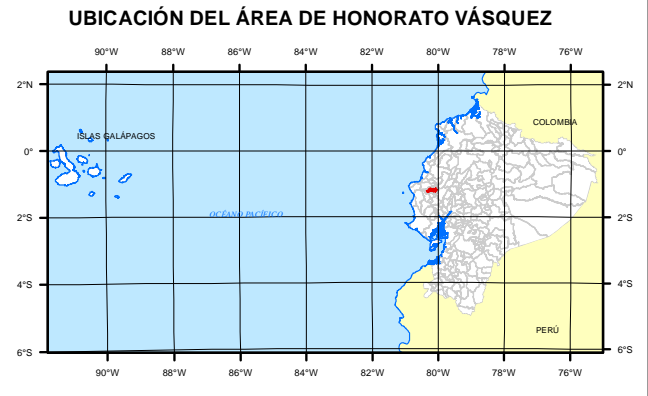 UBICACIÓN DEL ÁREA DE HONORATO VÁSQUEZ
90°W 88°W 86°W 84°W 82°W 80°W 78°W 76°W
2°N 2°N
COLOMBIA
ISLAS GALÁPAGOS
0° 0°
OCÉANO PACÍFICO
2°S 2°S
4°S 4°S
PERÚ
6°S 6°S
90°W 88°W 86°W 84°W 82°W 80°W 78°W 76°W